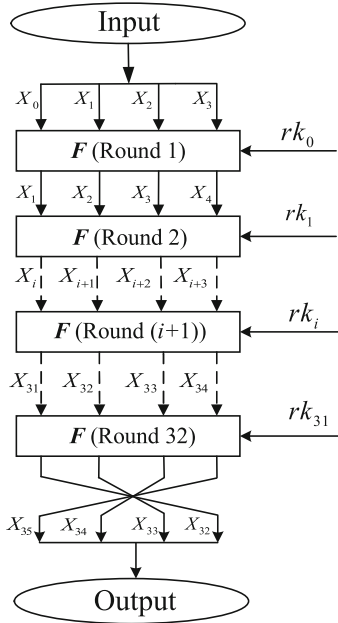 Input
X₀ X₁ X₂ X₃
F (Round 1) rk₀
X₁ X₂ X₃ X₄
F (Round 2) rk₁
Xᵢ Xᵢ₊₁ Xᵢ₊₂ Xᵢ₊₃
F (Round (i+1)) rkᵢ
X₃₁ X₃₂ X₃₃ X₃₄
F (Round 32) rk₃₁
X₃₅ X₃₄ X₃₃ X₃₂
Output